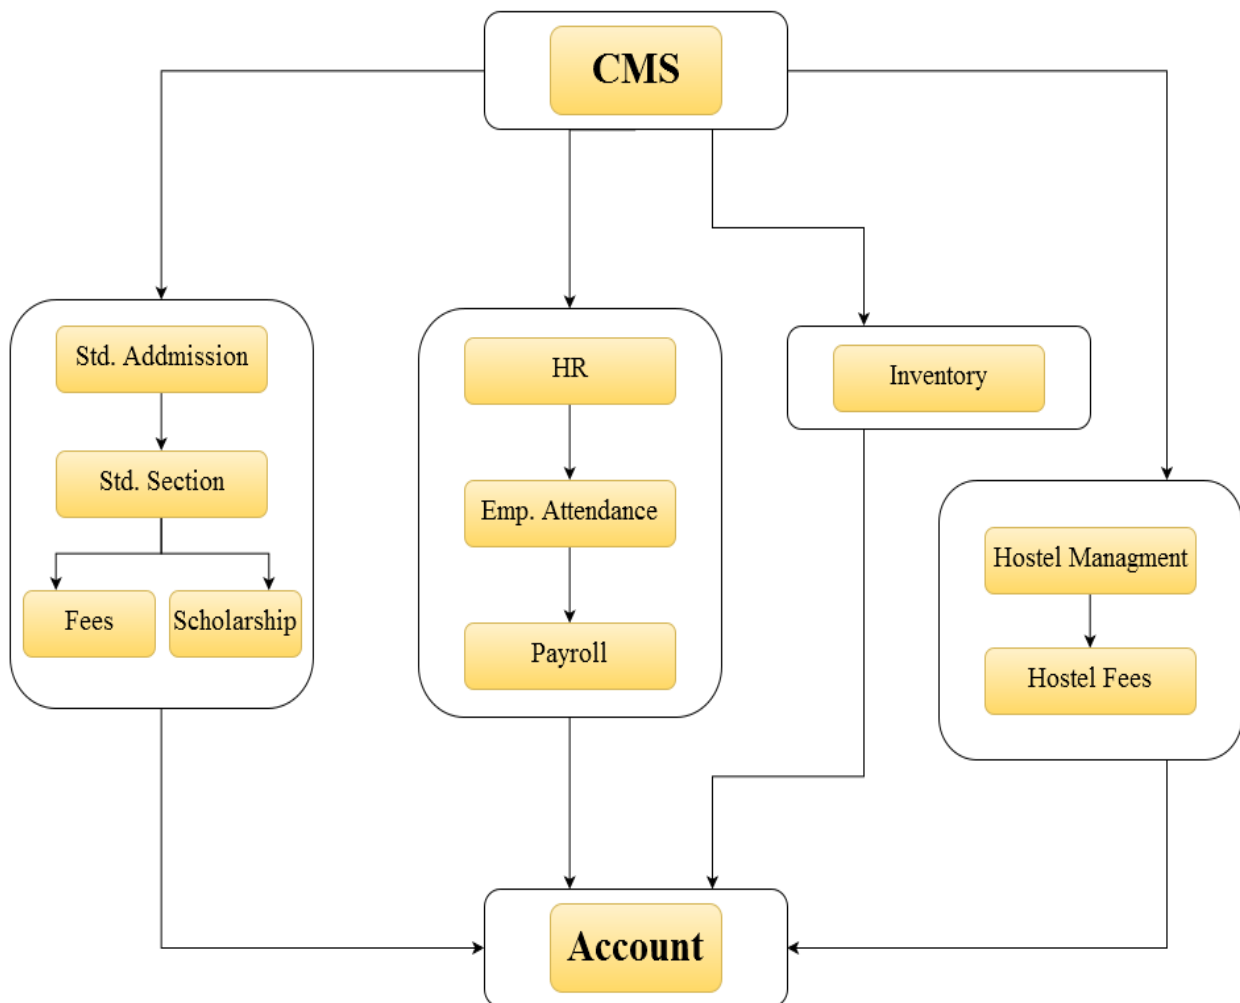 CMS
Std. Addmission
Std. Section
Fees
Scholarship
HR
Emp. Attendance
Payroll
Inventory
Hostel Managment
Hostel Fees
Account